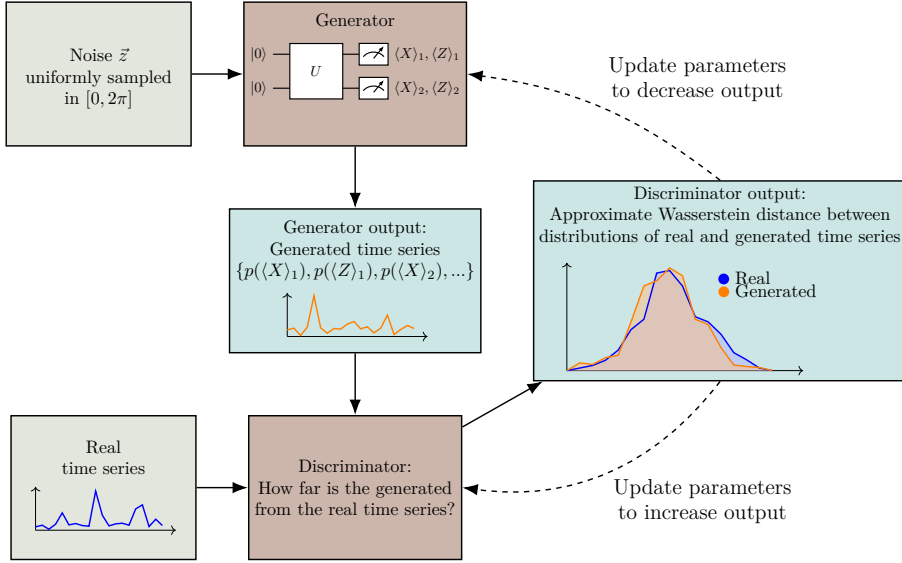 Noise $\vec{z}$
uniformly sampled
in $[0, 2\pi]$
Generator
|0⟩
U
⟨X⟩₁, ⟨Z⟩₁
|0⟩
⟨X⟩₂, ⟨Z⟩₂
Update parameters
to decrease output
Generator output:
Generated time series
{p(⟨X⟩₁), p(⟨Z⟩₁), p(⟨X⟩₂), ...}
Discriminator output:
Approximate Wasserstein distance between
distributions of real and generated time series
Real
Generated
Real
time series
Discriminator:
How far is the generated
from the real time series?
Update parameters
to increase output